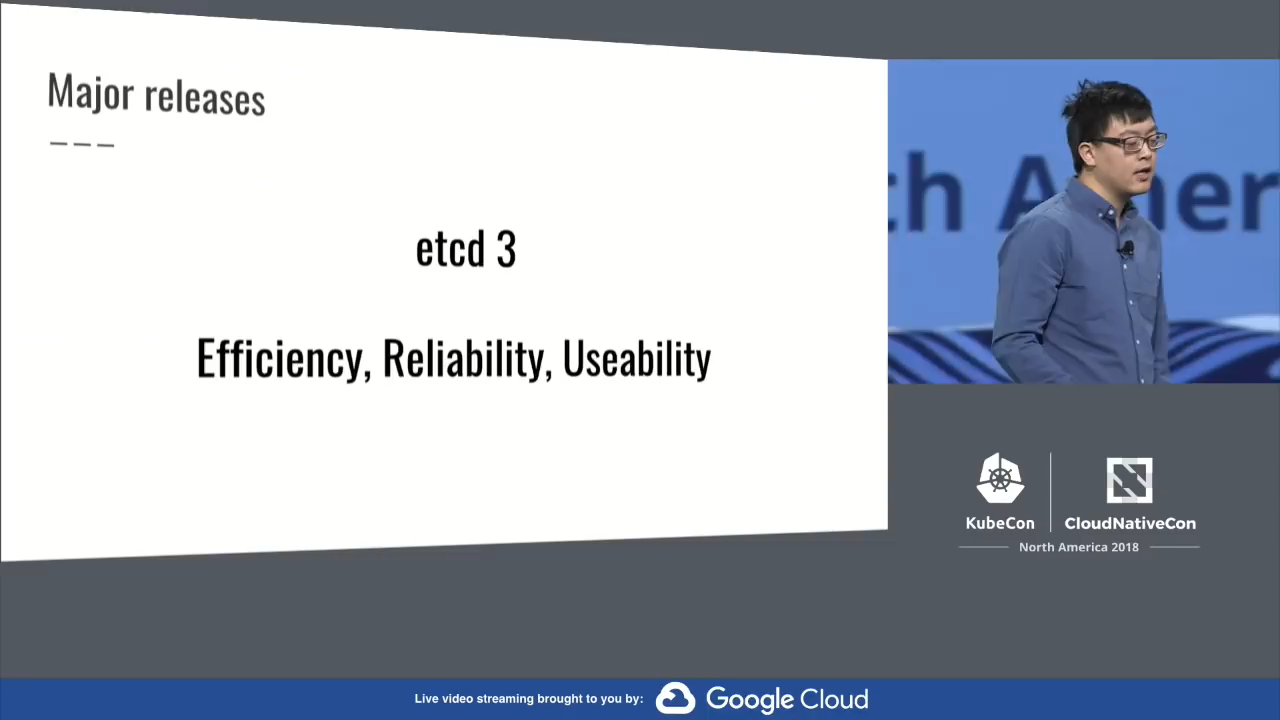 Major releases
etcd 3
Efficiency, Reliability, Useability
th Amer
KubeCon
CloudNativeCon
North America 2018
Live video streaming brought to you by:
Google Cloud